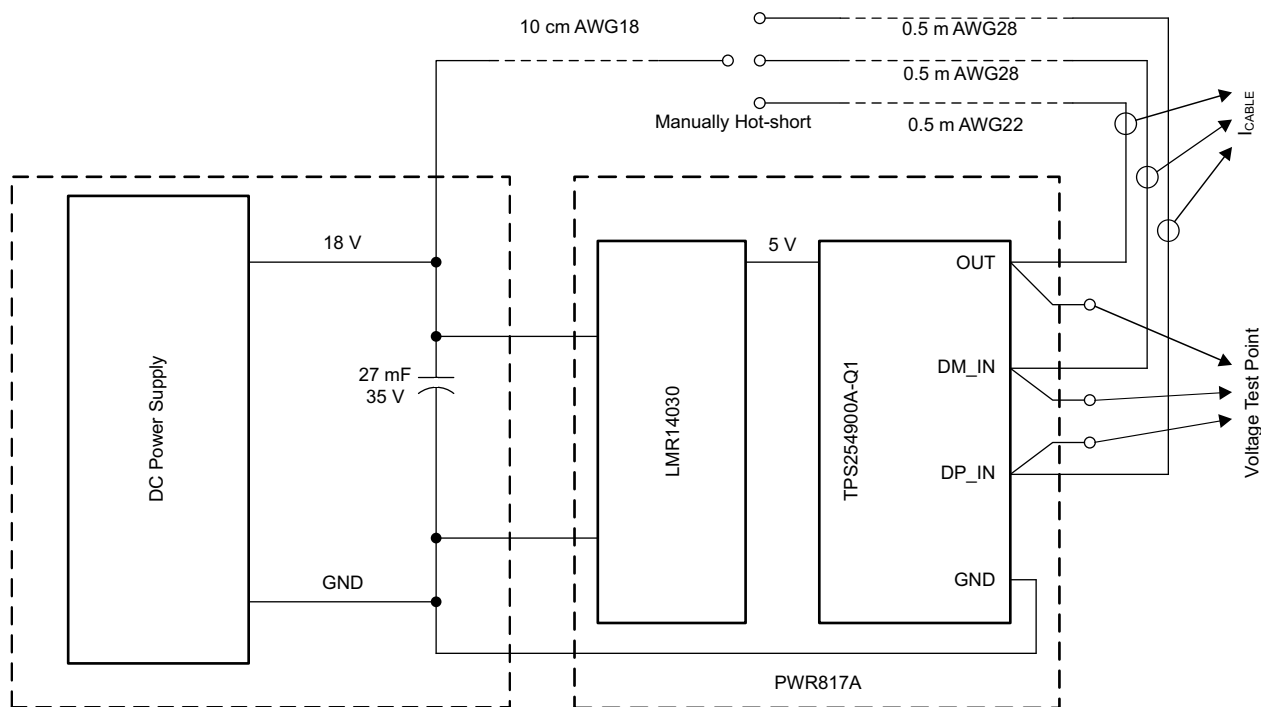 10 cm AWG18
0.5 m AWG28
0.5 m AWG28
Manually Hot-short
0.5 m AWG22
ICABLE
18 V
5 V
OUT
27 mF
35 V
DM_IN
DC Power Supply
LMR14030
TPS254900A-Q1
DP_IN
Voltage Test Point
GND
GND
PWR817A